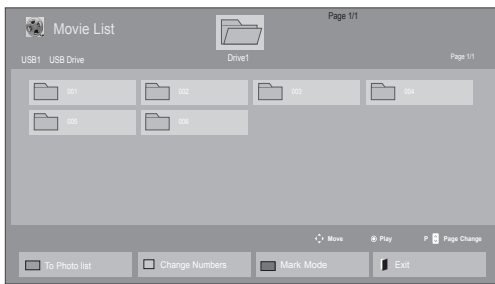 Page 1/1
Movie List
Drive1
USB1 USB Drive
Page 1/1
001 002 003 004
005 006
Move Play P Page Change
To Photo list Change Numbers Mark Mode Exit